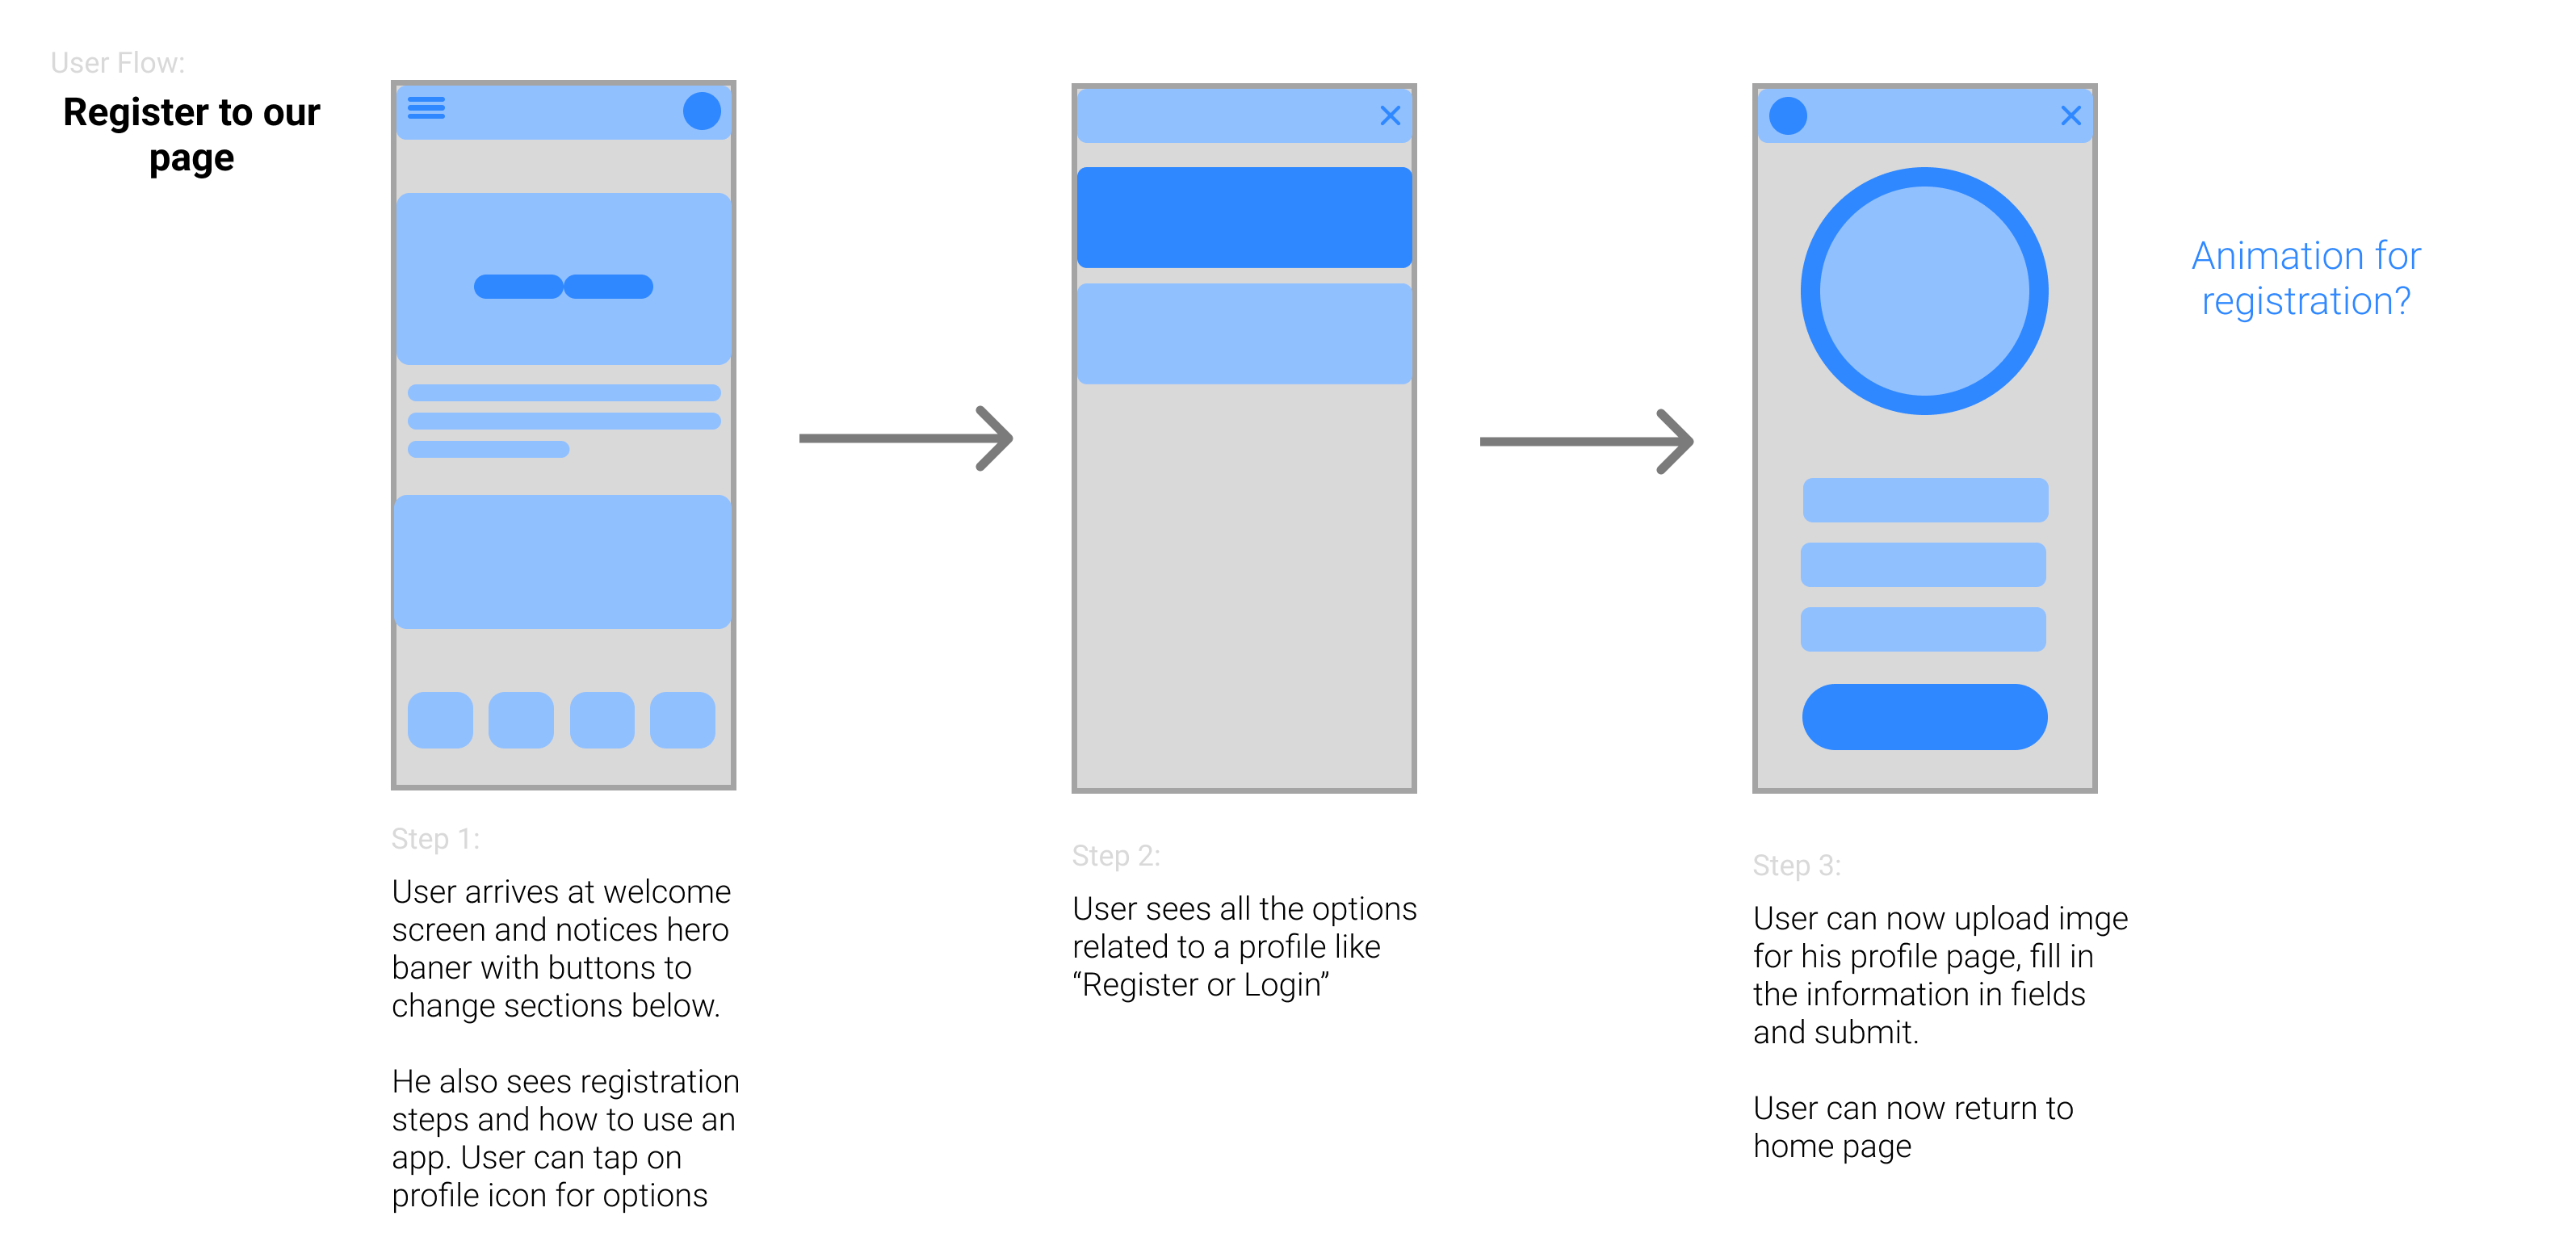 User Flow:
Register to our
page
Animation for
registration?
Step 1:
User arrives at welcome
screen and notices hero
baner with buttons to
change sections below.
He also sees registration
steps and how to use an
app. User can tap on
profile icon for options
Step 2:
User sees all the options
related to a profile like
“Register or Login”
Step 3:
User can now upload imge
for his profile page, fill in
the information in fields
and submit.
User can now return to
home page